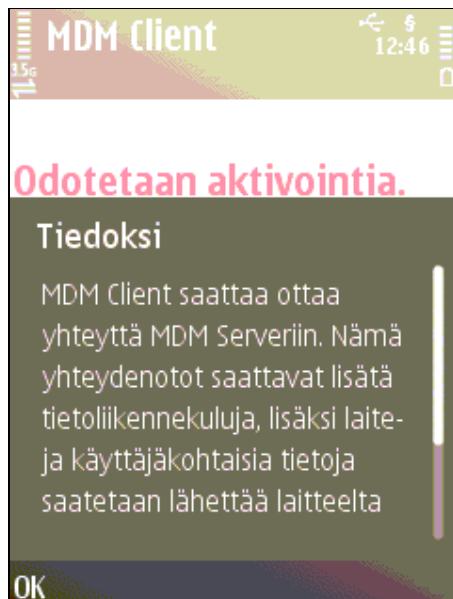 MDM Client
12:46
3.5G
Odotetaan aktivointia.
Tiedoksi
MDM Client saattaa ottaa
yhteyttä MDM Serveriin. Nämä
yhteydenotot saattavat lisätä
tietoliikennekuluja, lisäksi laite-
ja käyttäjäkohtaisia tietoja
saatetaan lähettää laitteelta
OK